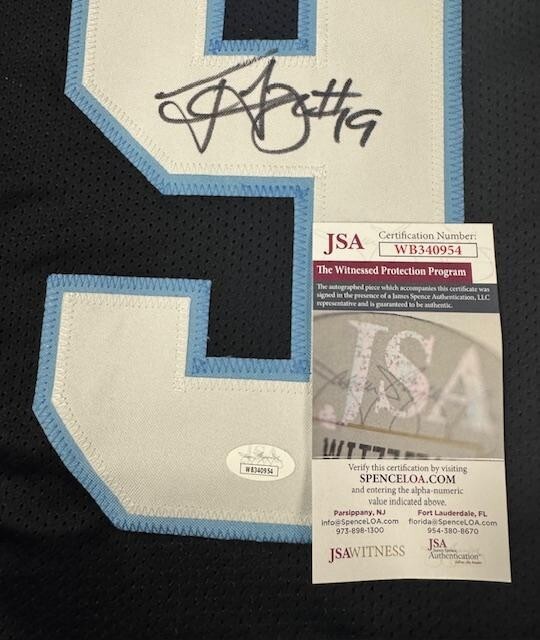 #19
JSA
Certification Number:
WB340954
The Witnessed Protection Program
The autographed piece which accompanies this certificate was
signed in the presence of a James Spence Authentication, LLC
representative and is guaranteed to be authentic.
JSA
Verify this certification by visiting
SPENCELOA.COM
and entering the alpha-numeric
value indicated above.
Parsippany, NJ
info@SpenceLOA.com
973-898-1300
Fort Lauderdale, FL
florida@SpenceLOA.com
954-380-8670
JSAWITNESS
JSA
James Spence
Authentication
WB340954